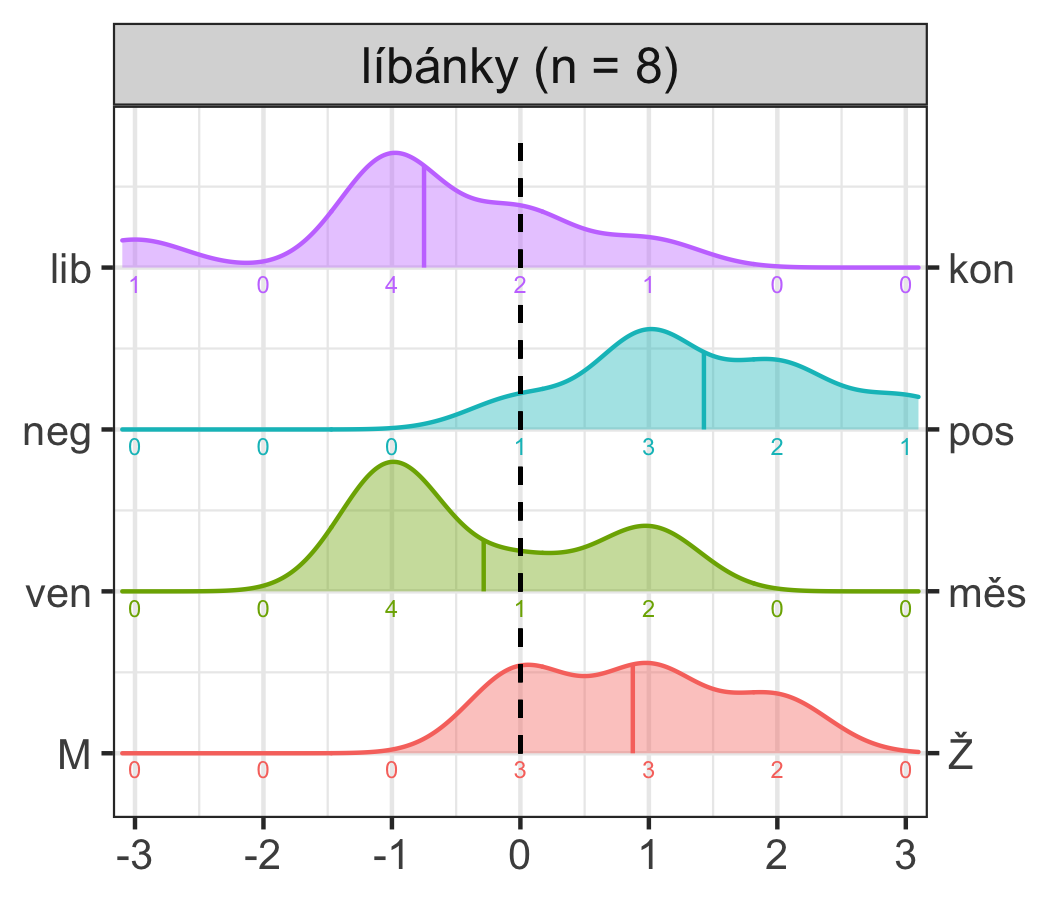 líbánky (n = 8)
lib kon
1 0 4 2 1 0 0
neg pos
0 0 0 1 3 2 1
ven měs
0 0 4 1 2 0 0
M Ž
0 0 0 3 3 2 0
-3 -2 -1 0 1 2 3